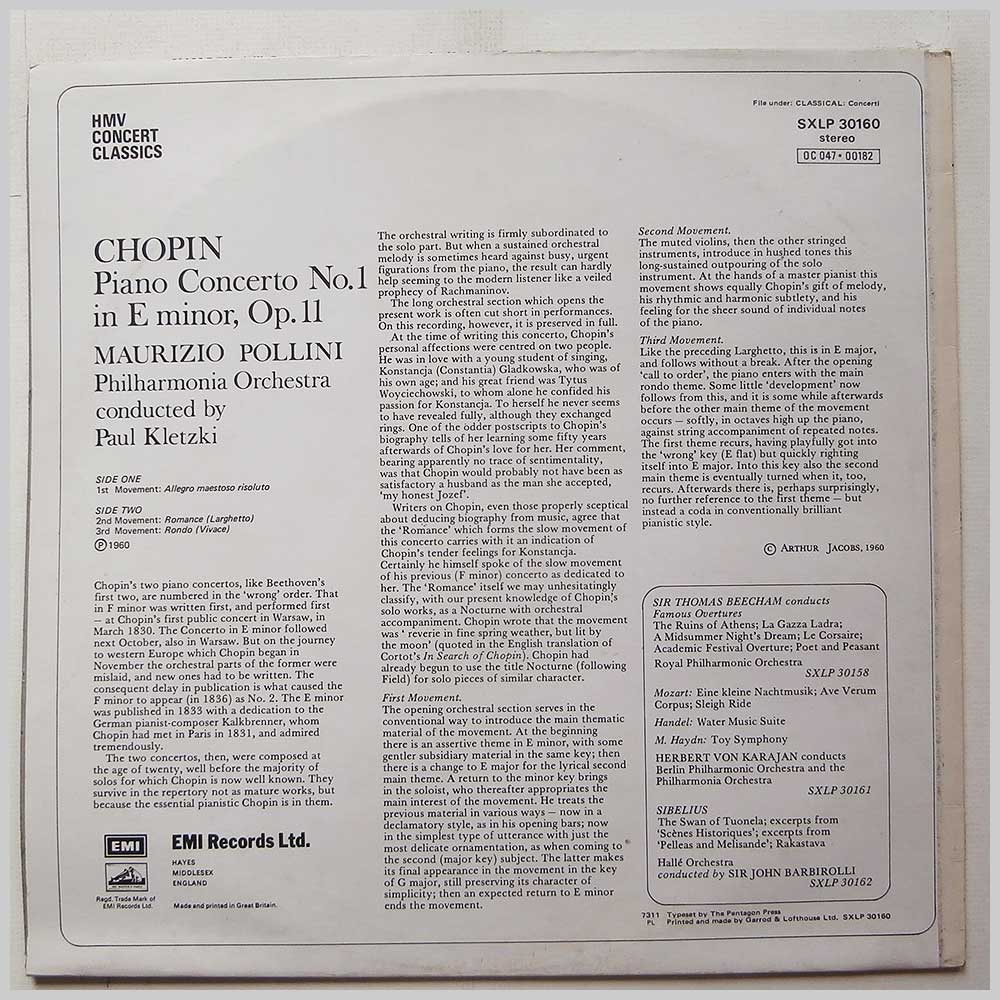 HMV
CONCERT
CLASSICS
File under: CLASSICAL: Concerti
SXLP 30160
stereo
OC 047 • 00182
CHOPIN
Piano Concerto No.1
in E minor, Op.11
MAURIZIO POLLINI
Philharmonia Orchestra
conducted by
Paul Kletzki
SIDE ONE
1st Movement: Allegro maestoso risoluto
SIDE TWO
2nd Movement: Romance (Larghetto)
3rd Movement: Rondo (Vivace)
Ⓟ1960
Chopin's two piano concertos, like Beethoven's
first two, are numbered in the 'wrong' order. That
in F minor was written first, and performed first
— at Chopin's first public concert in Warsaw, in
March 1830. The Concerto in E minor followed
next October, also in Warsaw. But on the journey
to western Europe which Chopin began in
November the orchestral parts of the former were
mislaid, and new ones had to be written. The
consequent delay in publication is what caused the
F minor to appear (in 1836) as No. 2. The E minor
was published in 1833 with a dedication to the
German pianist-composer Kalkbrenner, whom
Chopin had met in Paris in 1831, and admired
tremendously.
The two concertos, then, were composed at
the age of twenty, well before the majority of
solos for which Chopin is now well known. They
survive in the repertory not as mature works, but
because the essential pianistic Chopin is in them.
EMI
EMI Records Ltd.
HAYES
MIDDLESEX
ENGLAND
Regd. Trade Mark of
EMI Records Ltd.
Made and printed in Great Britain.
The orchestral writing is firmly subordinated to
the solo part. But when a sustained orchestral
melody is sometimes heard against busy, urgent
figurations from the piano, the result can hardly
help seeming to the modern listener like a veiled
prophecy of Rachmaninov.
The long orchestral section which opens the
present work is often cut short in performances.
On this recording, however, it is preserved in full.
At the time of writing this concerto, Chopin's
personal affections were centred on two people.
He was in love with a young student of singing,
Konstancja (Constantia) Gladkowska, who was of
his own age; and his great friend was Tytus
Woyciechowski, to whom alone he confided his
passion for Konstancja. To herself he never seems
to have revealed fully, although they exchanged
rings. One of the odder postscripts to Chopin's
biography tells of her learning some fifty years
afterwards of Chopin's love for her. Her comment,
bearing apparently no trace of sentimentality,
was that Chopin would probably not have been as
satisfactory a husband as the man she accepted,
'my honest Jozef'.
Writers on Chopin, even those properly sceptical
about deducing biography from music, agree that
the 'Romance' which forms the slow movement of
this concerto carries with it an indication of
Chopin's tender feelings for Konstancja.
Certainly he himself spoke of the slow movement
of his previous (F minor) concerto as dedicated to
her. The 'Romance' itself we may unhesitatingly
classify, with our present knowledge of Chopin's
solo works, as a Nocturne with orchestral
accompaniment. Chopin wrote that the movement
was ' reverie in fine spring weather, but lit by
the moon' (quoted in the English translation of
Cortot's In Search of Chopin). Chopin had
already begun to use the title Nocturne (following
Field) for solo pieces of similar character.
First Movement.
The opening orchestral section serves in the
conventional way to introduce the main thematic
material of the movement. At the beginning
there is an assertive theme in E minor, with some
gentler subsidiary material in the same key; then
there is a change to E major for the lyrical second
main theme. A return to the minor key brings
in the soloist, who thereafter appropriates the
main interest of the movement. He treats the
previous material in various ways — now in a
declamatory style, as in his opening bars; now
in the simplest type of utterance with just the
most delicate ornamentation, as when coming to
the second (major key) subject. The latter makes
its final appearance in the movement in the key
of G major, still preserving its character of
simplicity; then an expected return to E minor
ends the movement.
Second Movement.
The muted violins, then the other stringed
instruments, introduce in hushed tones this
long-sustained outpouring of the solo
instrument. At the hands of a master pianist this
movement shows equally Chopin's gift of melody,
his rhythmic and harmonic subtlety, and his
feeling for the sheer sound of individual notes
of the piano.
Third Movement.
Like the preceding Larghetto, this is in E major,
and follows without a break. After the opening
'call to order', the piano enters with the main
rondo theme. Some little 'development' now
follows from this, and it is some while afterwards
before the other main theme of the movement
occurs — softly, in octaves high up the piano,
against string accompaniment of repeated notes.
The first theme recurs, having playfully got into
the 'wrong' key (E flat) but quickly righting
itself into E major. Into this key also the second
main theme is eventually turned when it, too,
recurs. Afterwards there is, perhaps surprisingly,
no further reference to the first theme — but
instead a coda in conventionally brilliant
pianistic style.
© ARTHUR JACOBS, 1960
SIR THOMAS BEECHAM conducts
Famous Overtures
The Ruins of Athens; La Gazza Ladra;
A Midsummer Night's Dream; Le Corsaire;
Academic Festival Overture; Poet and Peasant
Royal Philharmonic Orchestra
SXLP 30158
Mozart: Eine kleine Nachtmusik; Ave Verum
Corpus; Sleigh Ride
Handel: Water Music Suite
M. Haydn: Toy Symphony
HERBERT VON KARAJAN conducts
Berlin Philharmonic Orchestra and the
Philharmonia Orchestra
SXLP 30161
SIBELIUS
The Swan of Tuonela; excerpts from
'Scènes Historiques'; excerpts from
'Pelleas and Melisande'; Rakastava
Hallé Orchestra
conducted by SIR JOHN BARBIROLLI
SXLP 30162
7311 Typeset by The Pentagon Press
PL Printed and made by Garrod & Lofthouse Ltd. SXLP 30160